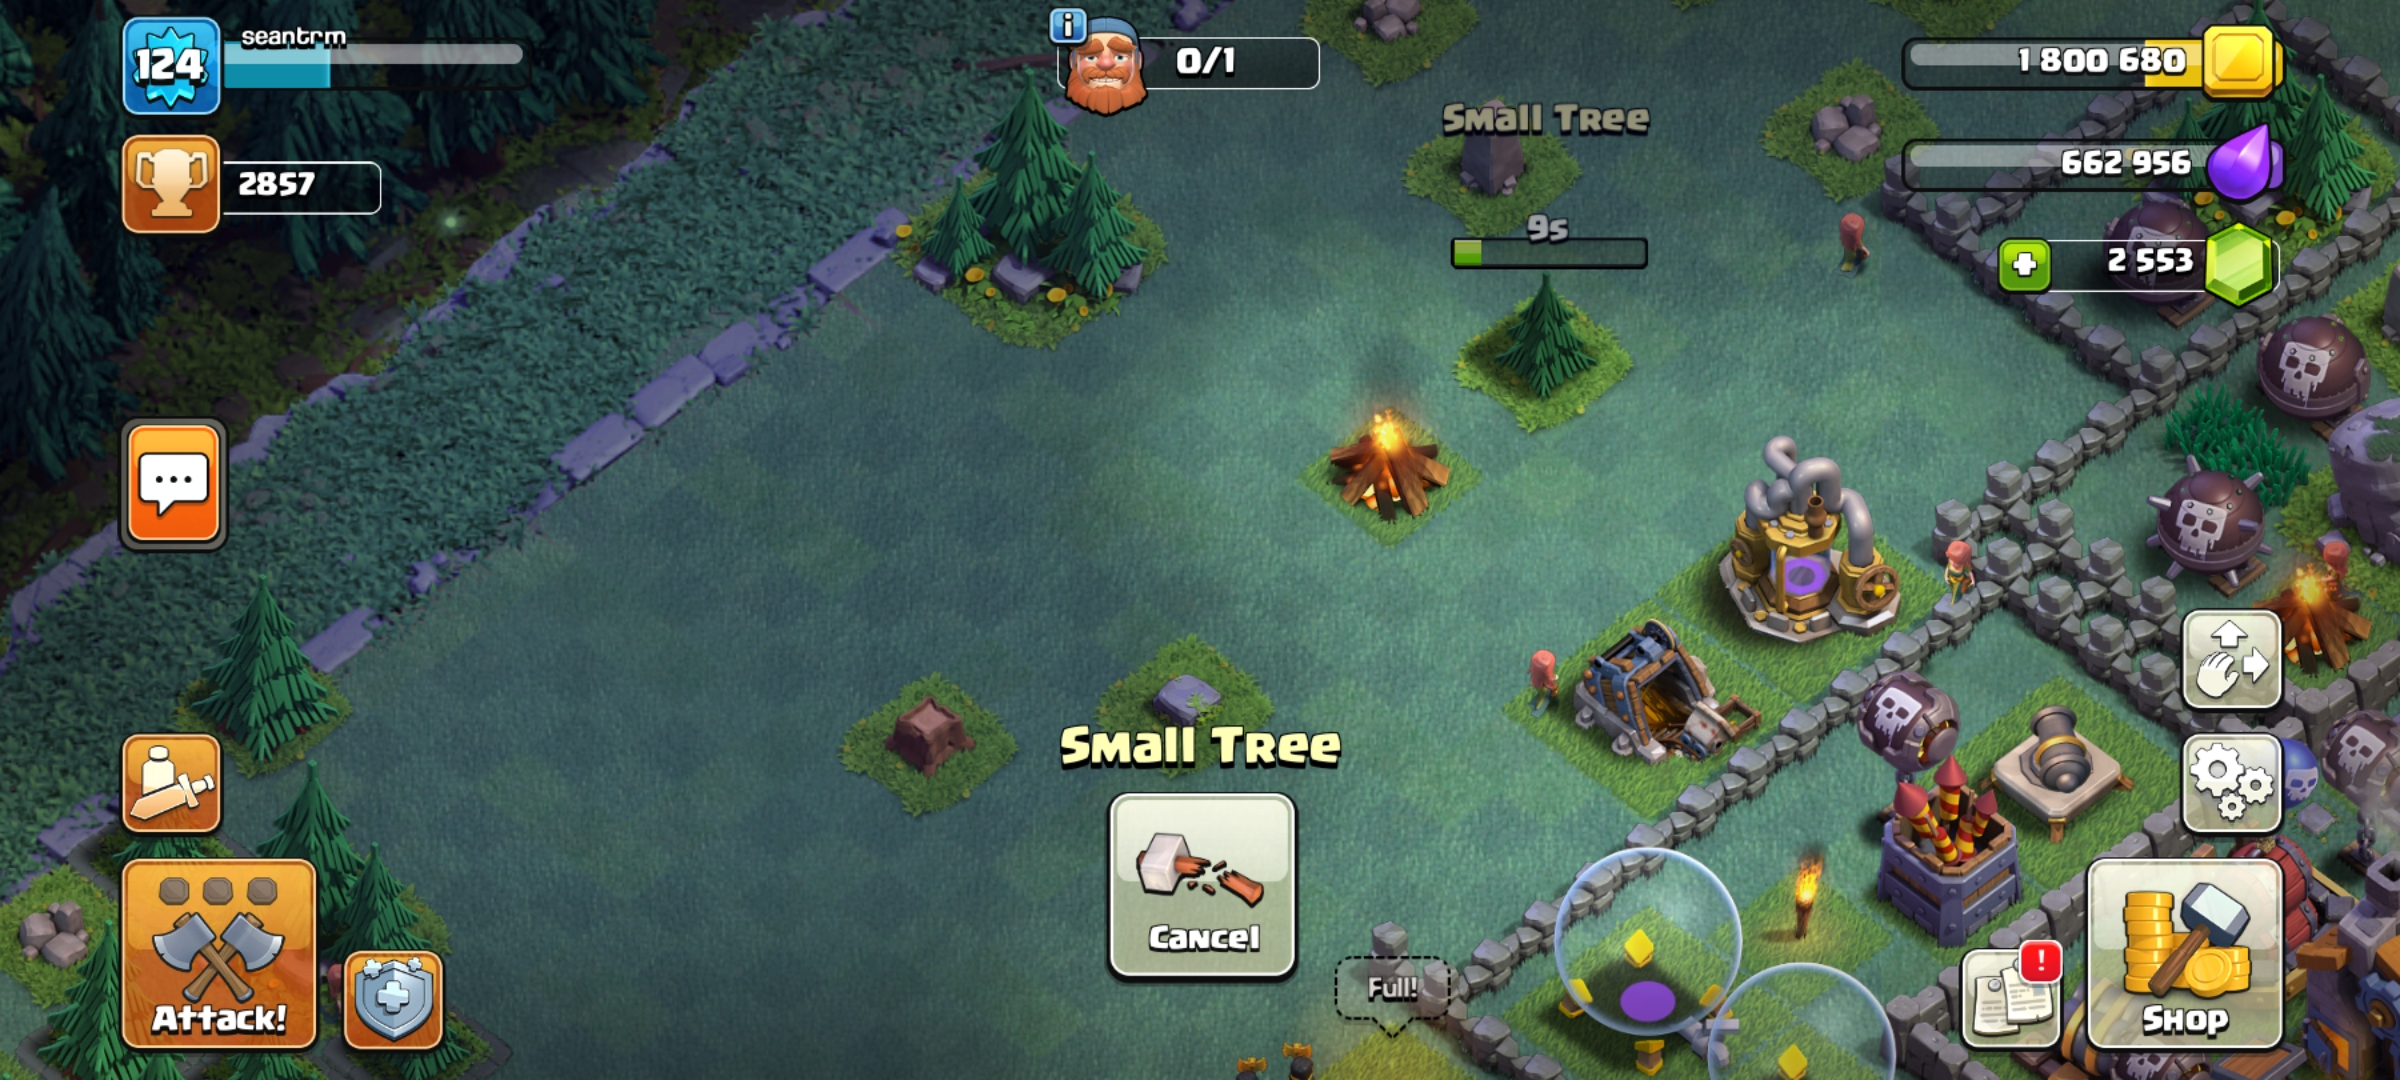 124
seantrm
i
0/1
1 800 680
Small Tree
662 956
2857
9s
2 553
Small Tree
Cancel
Full!
!
Attack!
Shop